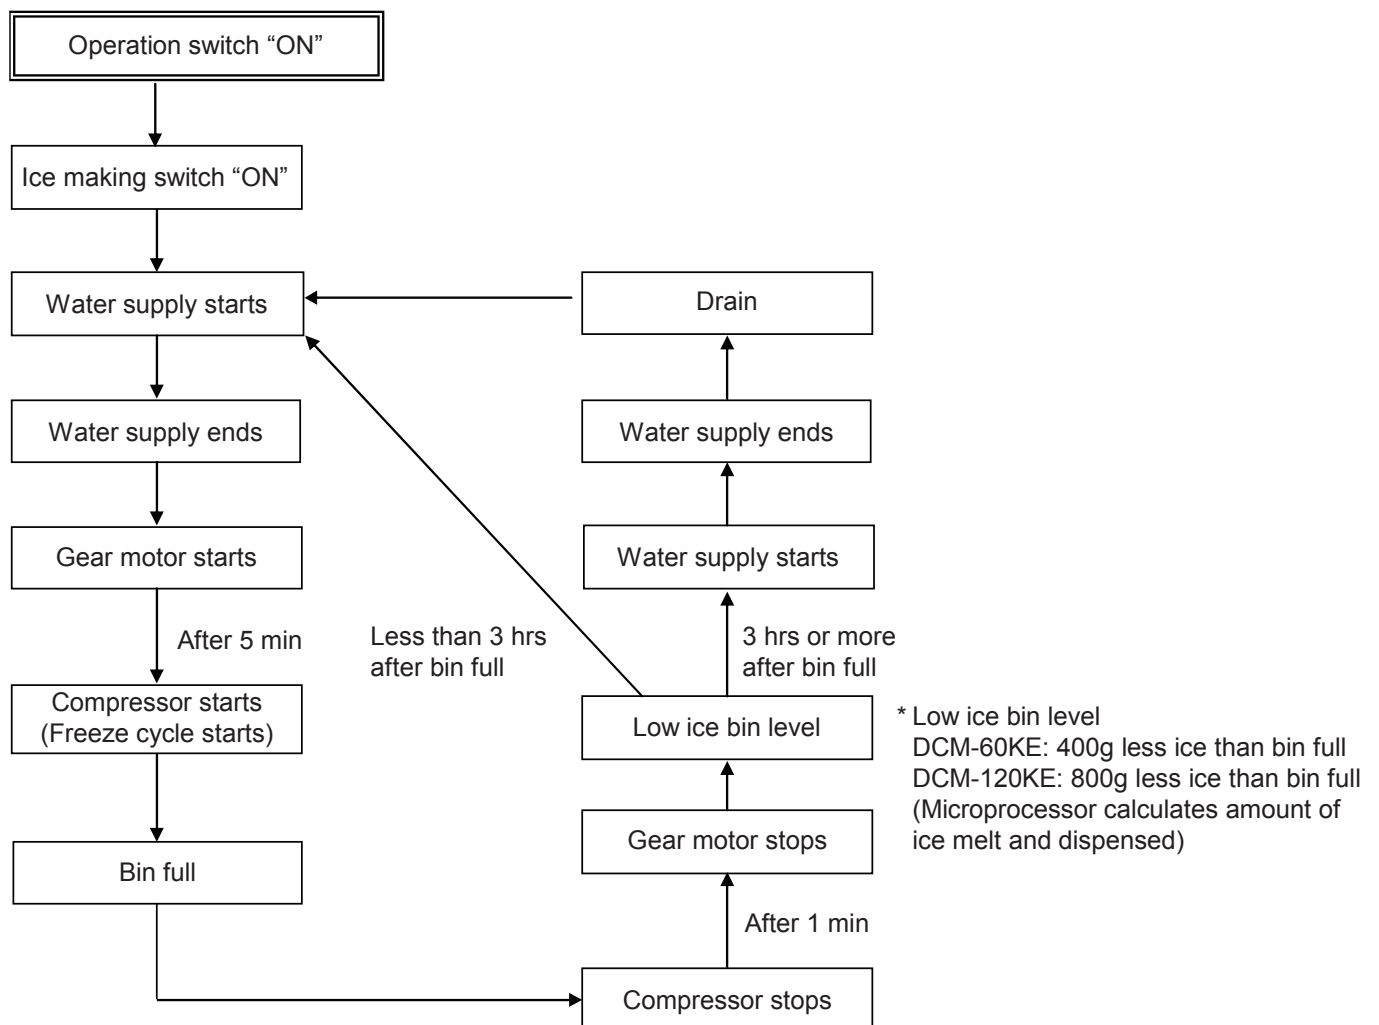 Operation switch “ON”
Ice making switch “ON”
Water supply starts
Water supply ends
Gear motor starts
After 5 min
Compressor starts
(Freeze cycle starts)
Bin full
Drain
Water supply ends
Water supply starts
Less than 3 hrs
after bin full
3 hrs or more
after bin full
Low ice bin level
Gear motor stops
After 1 min
Compressor stops
* Low ice bin level
DCM-60KE: 400g less ice than bin full
DCM-120KE: 800g less ice than bin full
(Microprocessor calculates amount of
ice melt and dispensed)